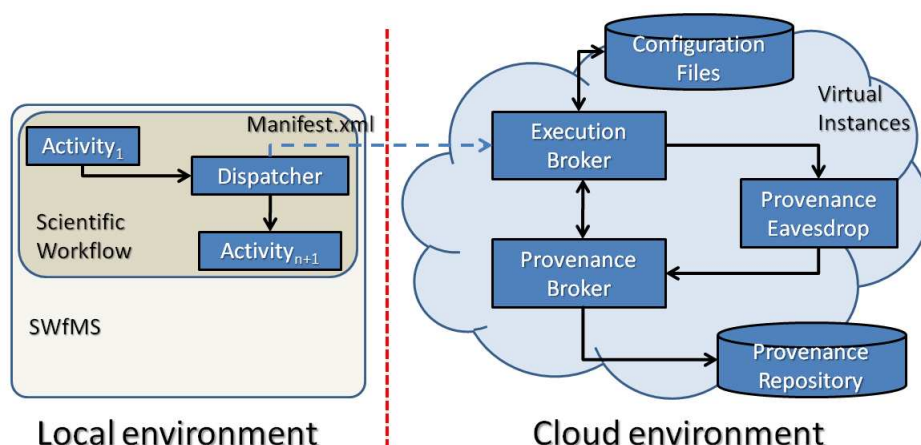 Configuration
Files
Virtual
Instances
Manifest.xml
Activity1
Dispatcher
Execution
Broker
Scientific
Workflow
Activityn+1
Provenance
Eavesdrop
Provenance
Broker
SWfMS
Provenance
Repository
Local environment
Cloud environment